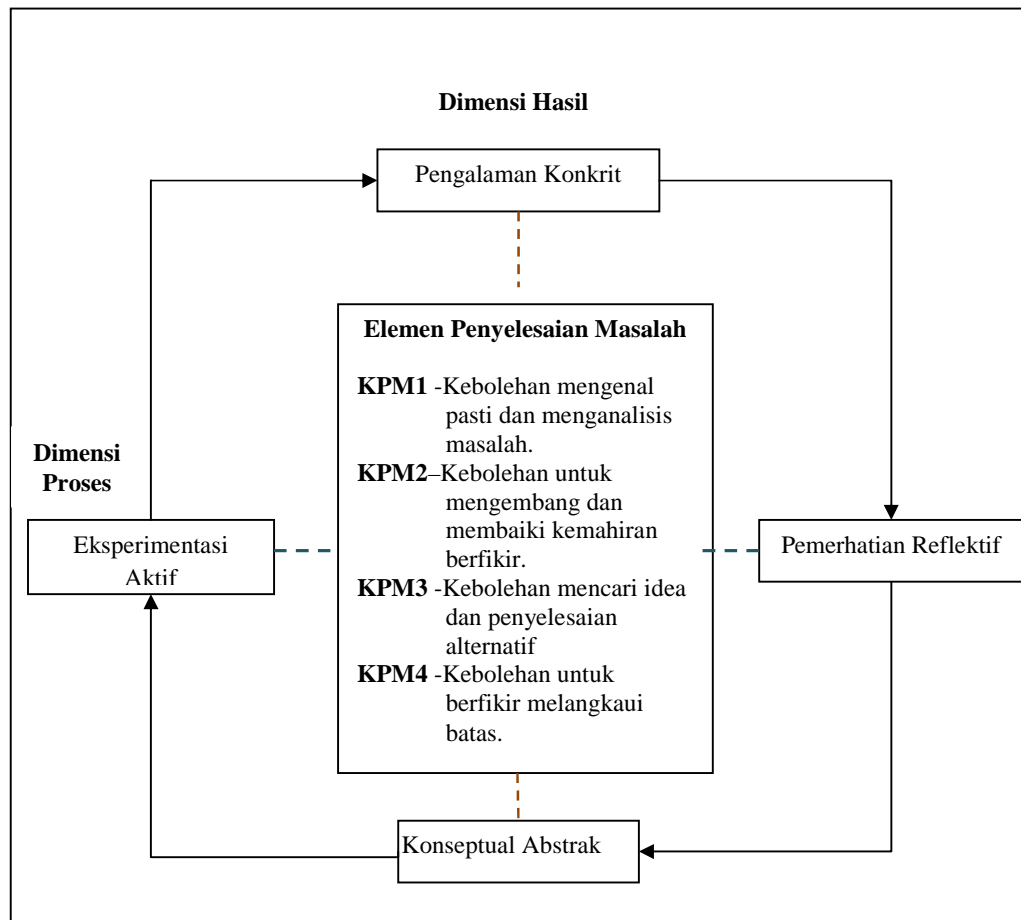 Dimensi Hasil
Pengalaman Konkrit
Elemen Penyelesaian Masalah
KPM1 -Kebolehan mengenal
pasti dan menganalisis
masalah.
KPM2–Kebolehan untuk
mengembang dan
membaiki kemahiran
berfikir.
KPM3 -Kebolehan mencari idea
dan penyelesaian
alternatif
KPM4 -Kebolehan untuk
berfikir melangkaui
batas.
Dimensi
Proses
Eksperimentasi
Aktif
Pemerhatian Reflektif
Konseptual Abstrak